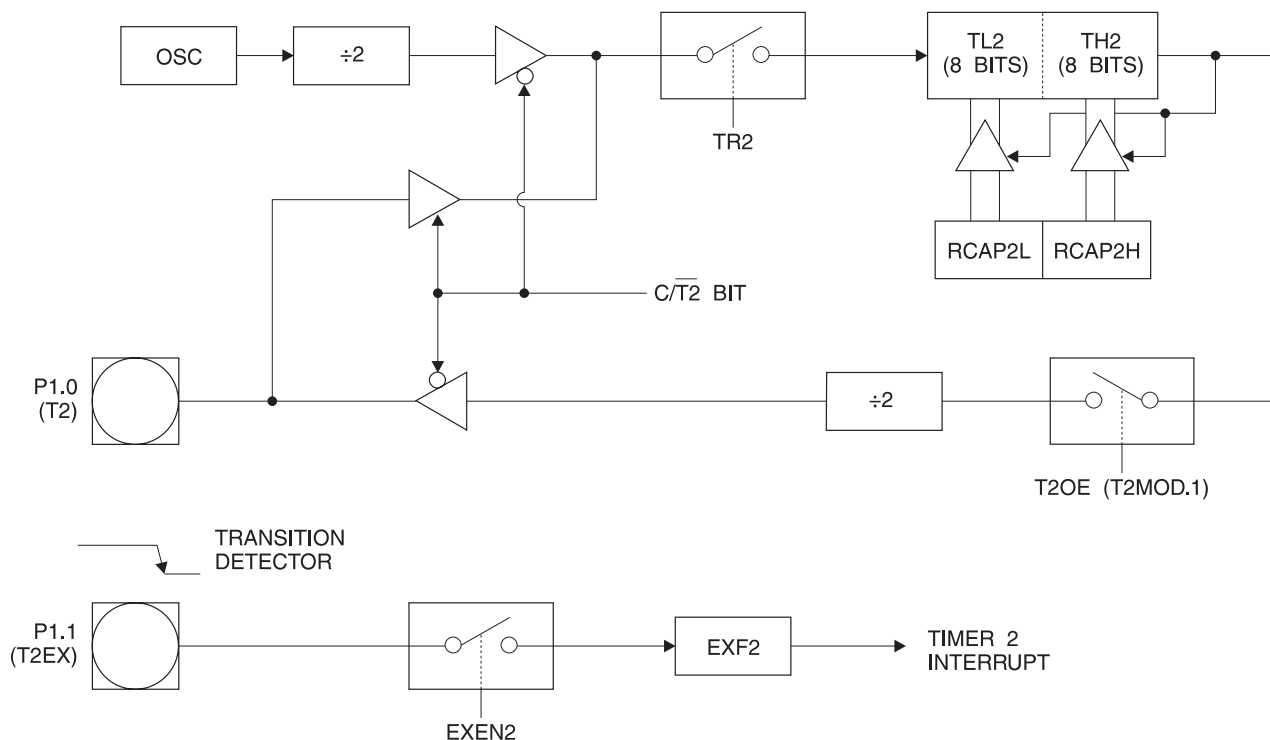 OSC
÷2
TR2
TL2
(8 BITS)
TH2
(8 BITS)
RCAP2L
RCAP2H
C/T̅2̅ BIT
P1.0
(T2)
÷2
T2OE (T2MOD.1)
TRANSITION
DETECTOR
P1.1
(T2EX)
EXEN2
EXF2
TIMER 2
INTERRUPT